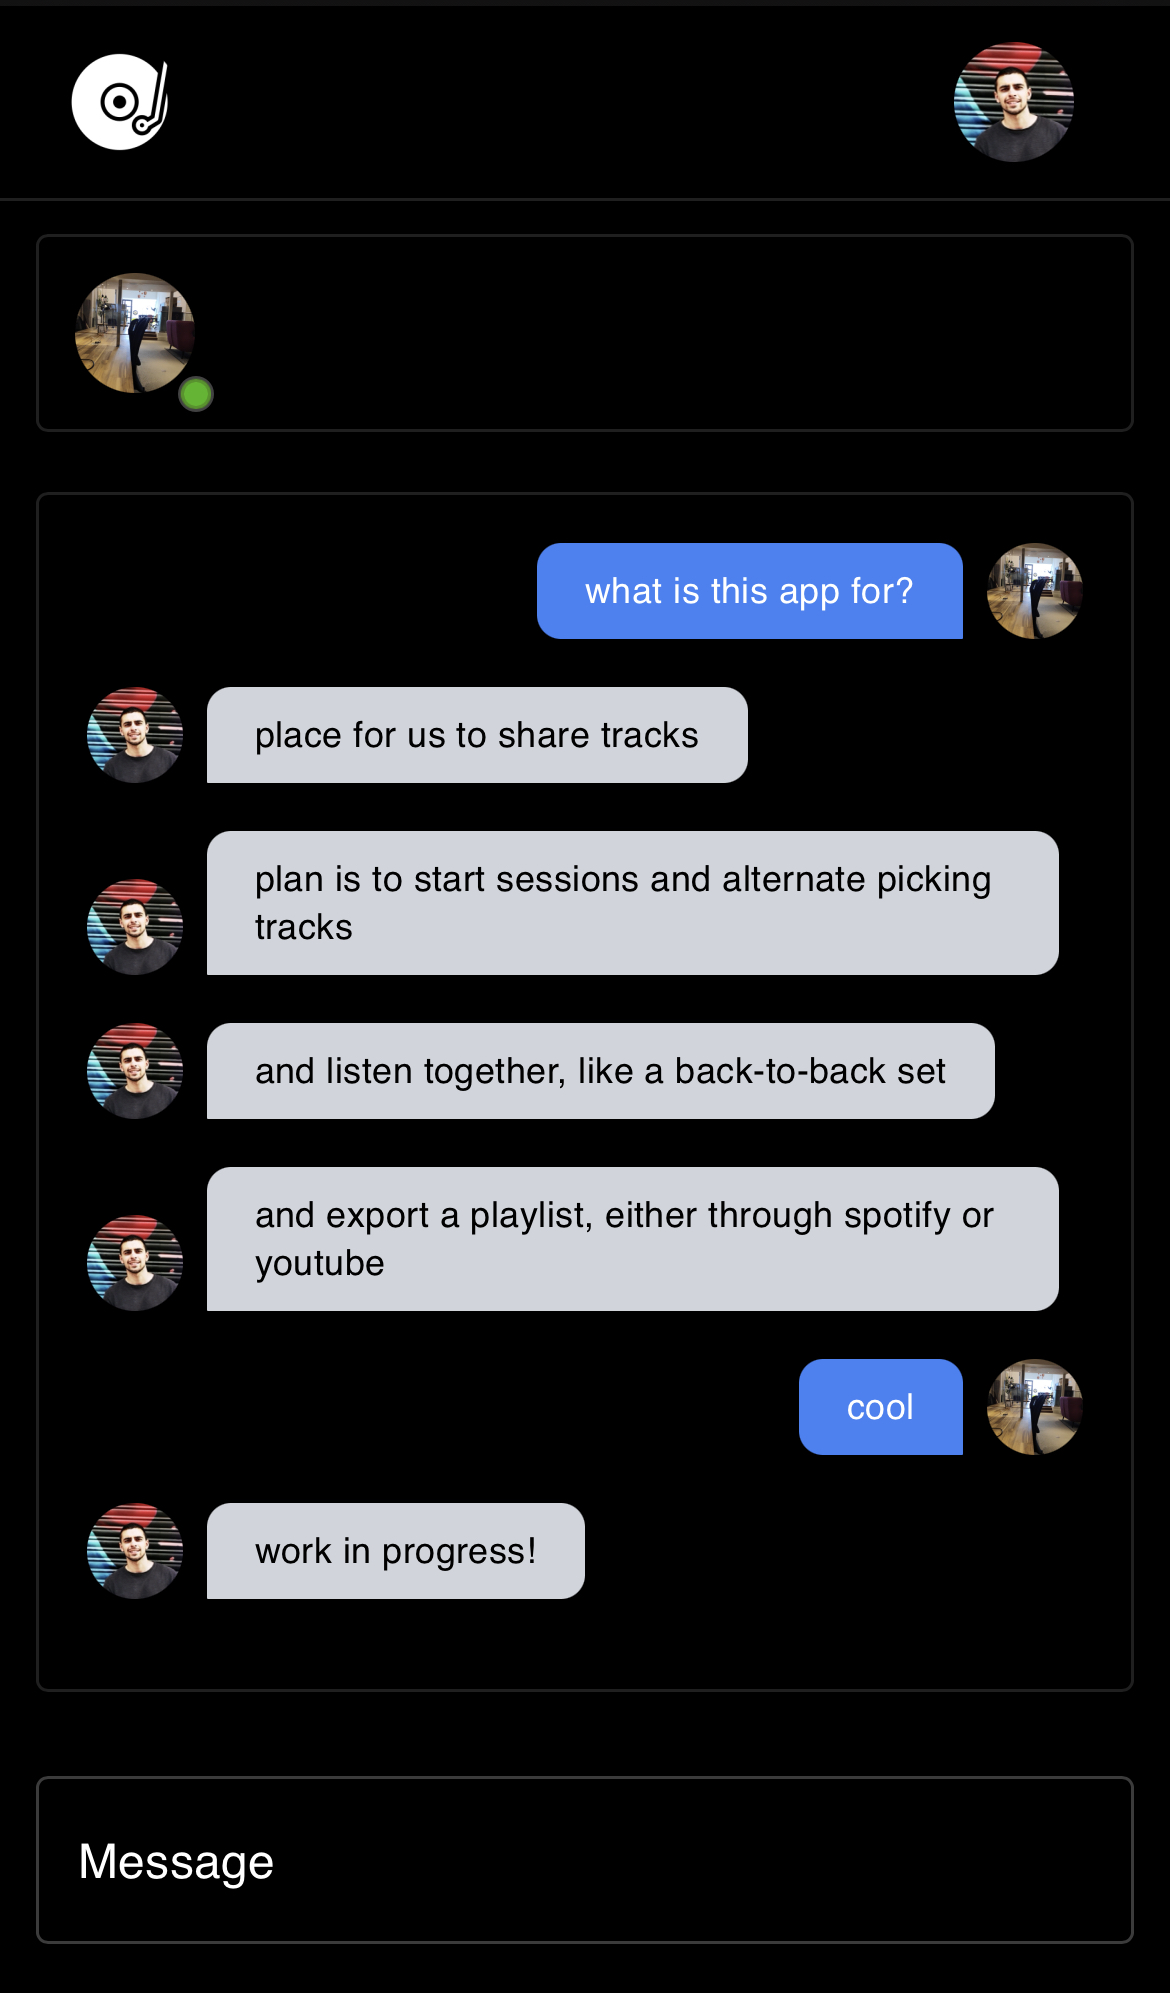 what is this app for?
place for us to share tracks
plan is to start sessions and alternate picking
tracks
and listen together, like a back-to-back set
and export a playlist, either through spotify or
youtube
cool
work in progress!
Message